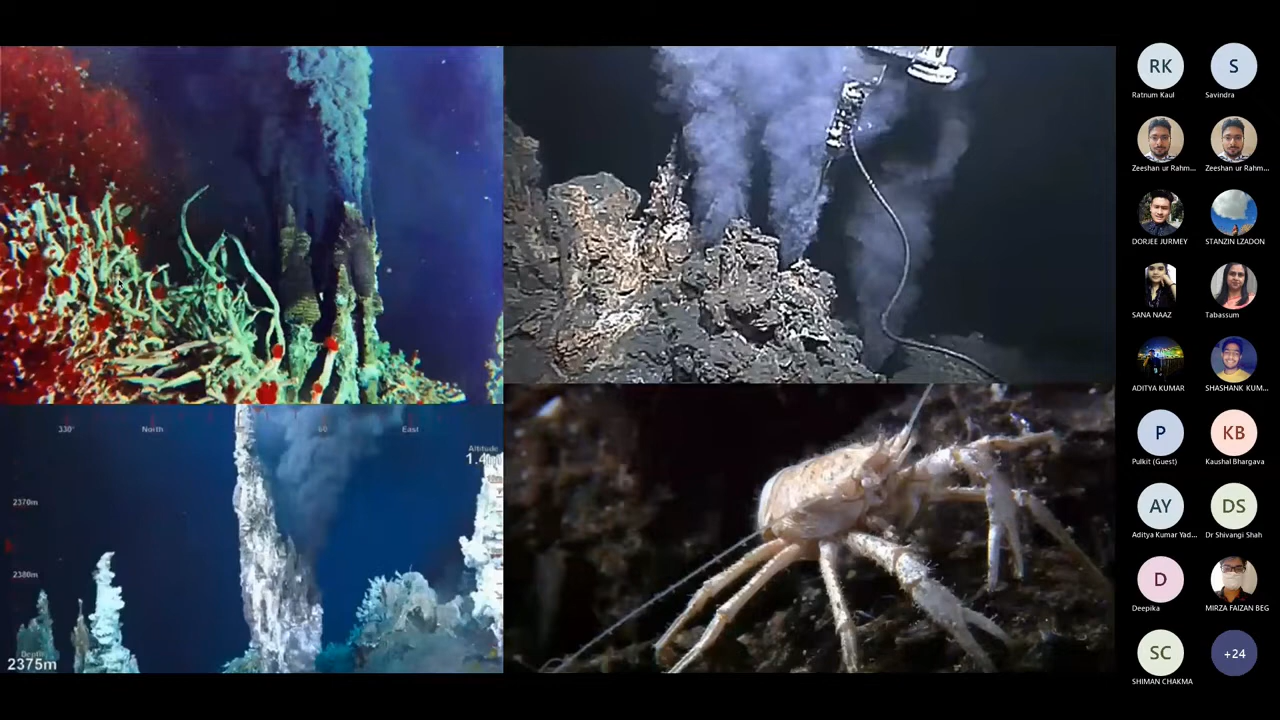 RK
S
Ratnum Kaul
Savindra
Zeeshan ur Rahm...
Zeeshan ur Rahm...
DORJEE JURMEY
STANZIN LZADON
SANA NAAZ
Tabassum
ADITYA KUMAR
SHASHANK KUM...
P
KB
Pulkit (Guest)
Kaushal Bhargava
AY
DS
Aditya Kumar Yad...
Dr Shivangi Shah
D
Deepika
MIRZA FAIZAN BEG
SC
+24
SHIMAN CHAKMA
330°
North
60
East
Altitude
2370m
2380m
Depth
2375m